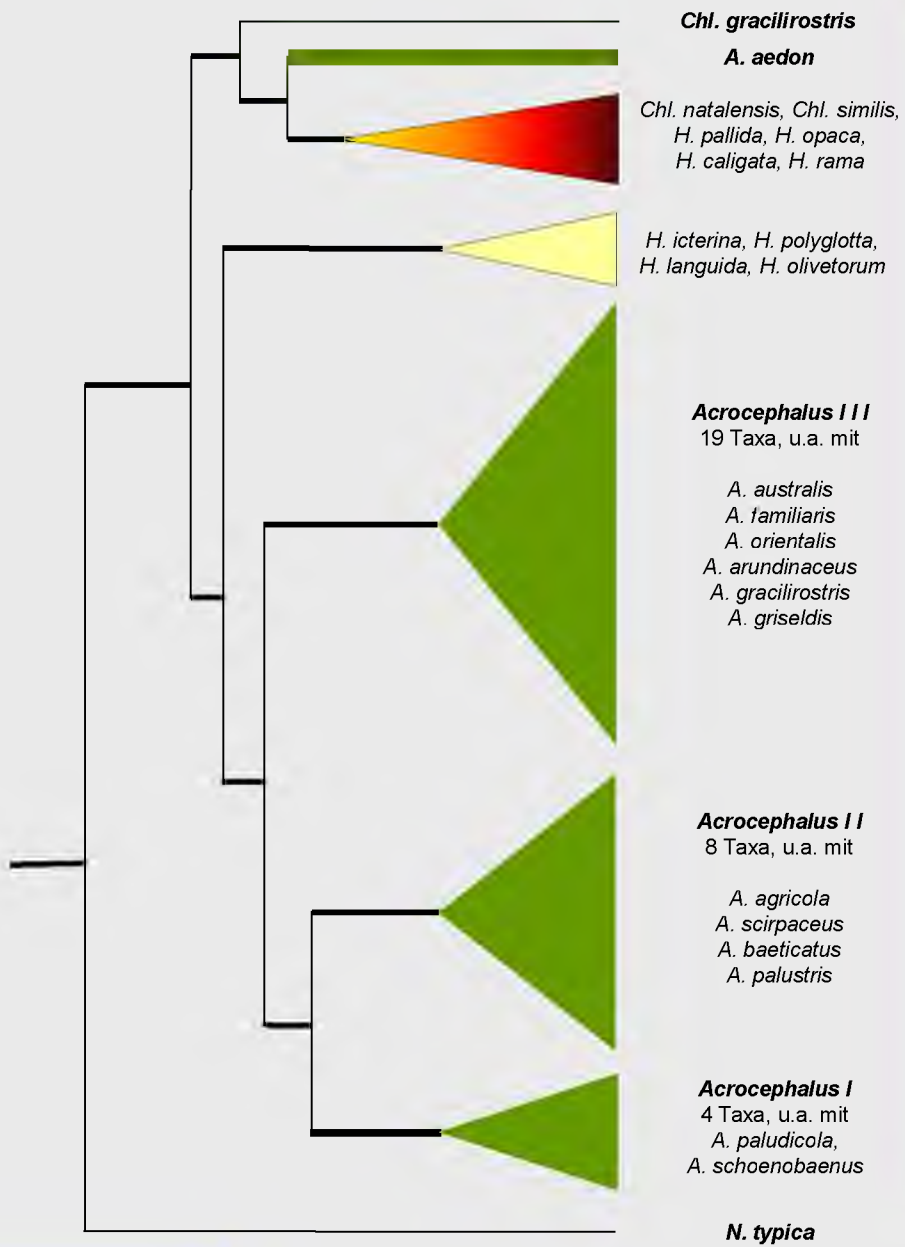 Chl. gracilirostris
A. aedon
Chl. natalensis, Chl. similis,
H. pallida, H. opaca,
H. caligata, H. rama
H. icterina, H. polyglotta,
H. languida, H. olivetorum
Acrocephalus I I I
19 Taxa, u.a. mit
A. australis
A. familiaris
A. orientalis
A. arundinaceus
A. gracilirostris
A. griseldis
Acrocephalus I I
8 Taxa, u.a. mit
A. agricola
A. scirpaceus
A. baeticatus
A. palustris
Acrocephalus I
4 Taxa, u.a. mit
A. paludicola,
A. schoenobaenus
N. typica